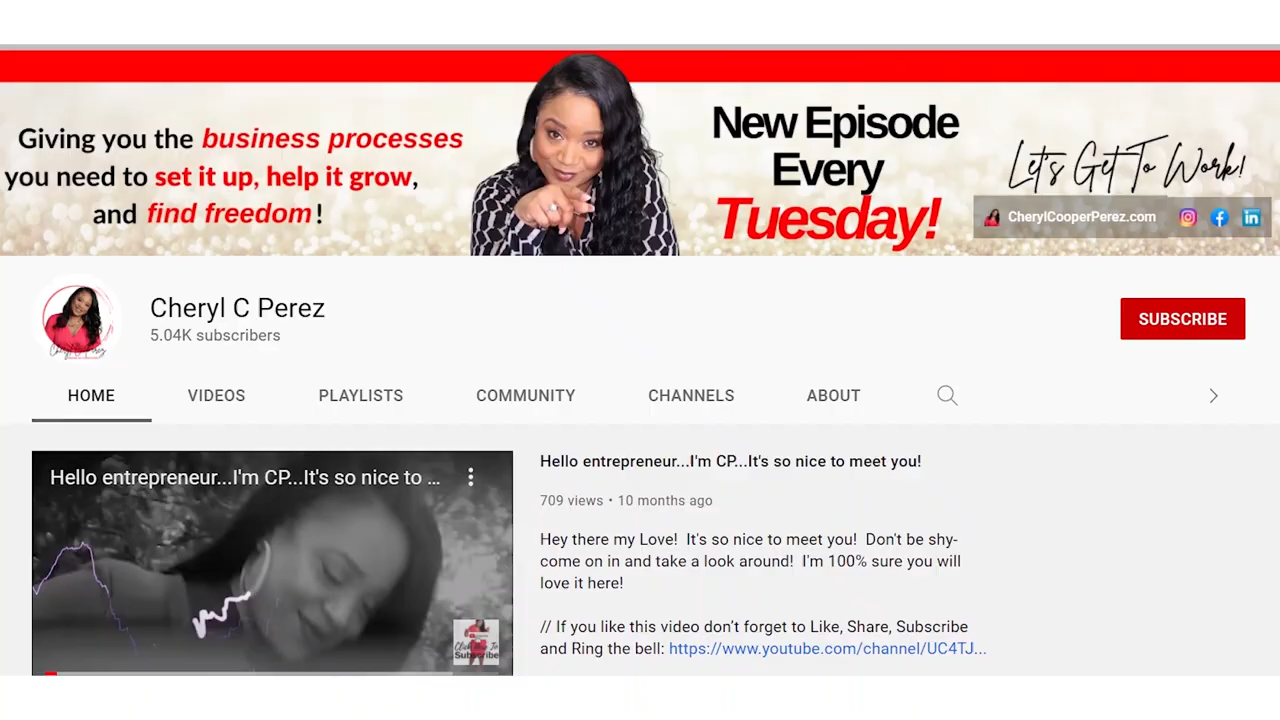 Giving you the business processes
you need to set it up, help it grow,
and find freedom!
New Episode
Every
Tuesday!
Let's Get To Work!
CherylCooperPerez.com
Cheryl C Perez
5.04K subscribers
SUBSCRIBE
HOME VIDEOS PLAYLISTS COMMUNITY CHANNELS ABOUT
Hello entrepreneur...I'm CP...It's so nice to ...
Click Here To
Subscribe
Hello entrepreneur...I'm CP...It's so nice to meet you!
709 views • 10 months ago
Hey there my Love!  It's so nice to meet you!  Don't be shy-
come on in and take a look around!  I'm 100% sure you will
love it here!
// If you like this video don’t forget to Like, Share, Subscribe
and Ring the bell: https://www.youtube.com/channel/UC4TJ...